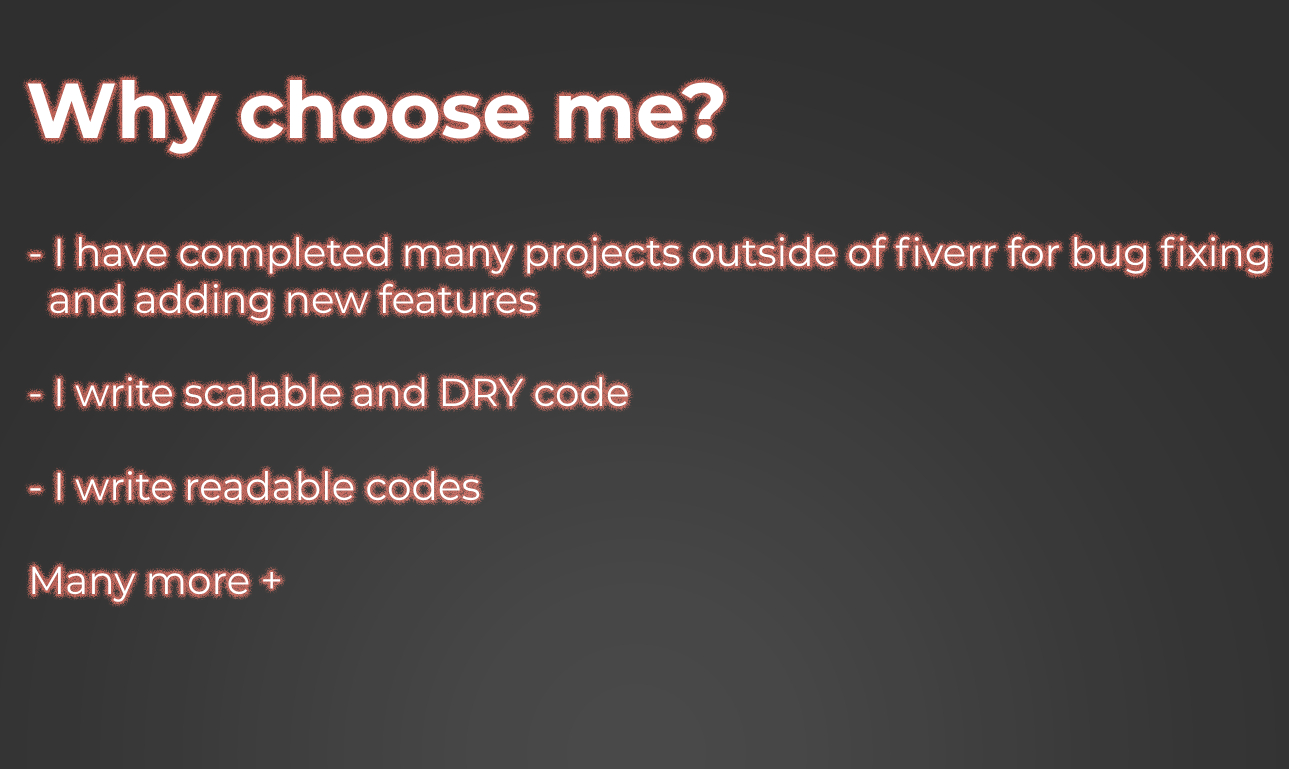 Why choose me?
- I have completed many projects outside of fiverr for bug fixing
and adding new features
- I write scalable and DRY code
- I write readable codes
Many more +